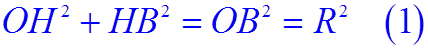 OH² + HB² = OB² = R² (1)